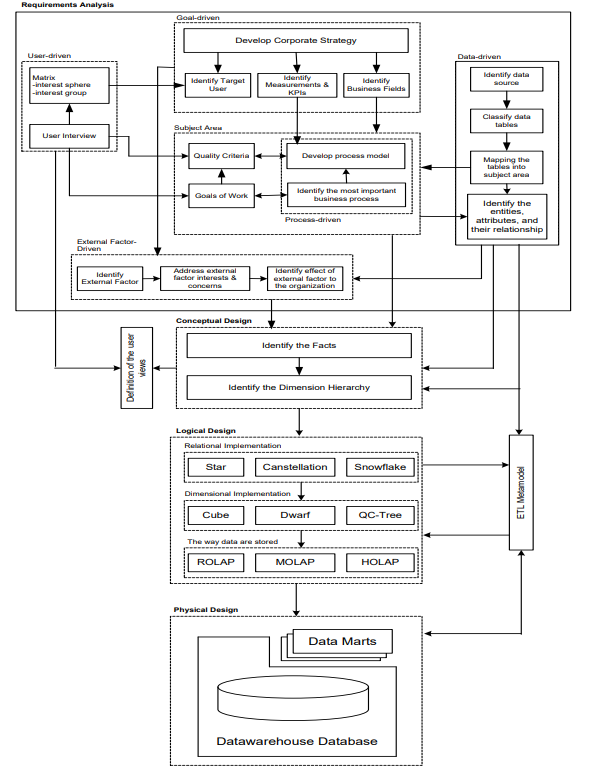 Requirements Analysis
Goal-driven
Develop Corporate Strategy
Identify Target
User
Identify
Measurements &
KPIs
Identify
Business Fields
User-driven
Matrix
-interest sphere
-interest group
User Interview
Data-driven
Identify data
source
Classify data
tables
Mapping the
tables into
subject area
Identify the
entities,
attributes, and
their relationship
Subject Area
Quality Criteria
Develop process model
Goals of Work
Identify the most important
business process
Process-driven
External Factor-
Driven
Identify
External Factor
Address external
factor interests &
concerns
Identify effect of
external factor to
the organization
Conceptual Design
Identify the Facts
Identify the Dimension Hierarchy
Definition of the user
views
Logical Design
Relational Implementation
Star
Canstellation
Snowflake
Dimensional Implementation
Cube
Dwarf
QC-Tree
The way data are stored
ROLAP
MOLAP
HOLAP
ETL Metamodel
Physical Design
Data Marts
Datawarehouse Database